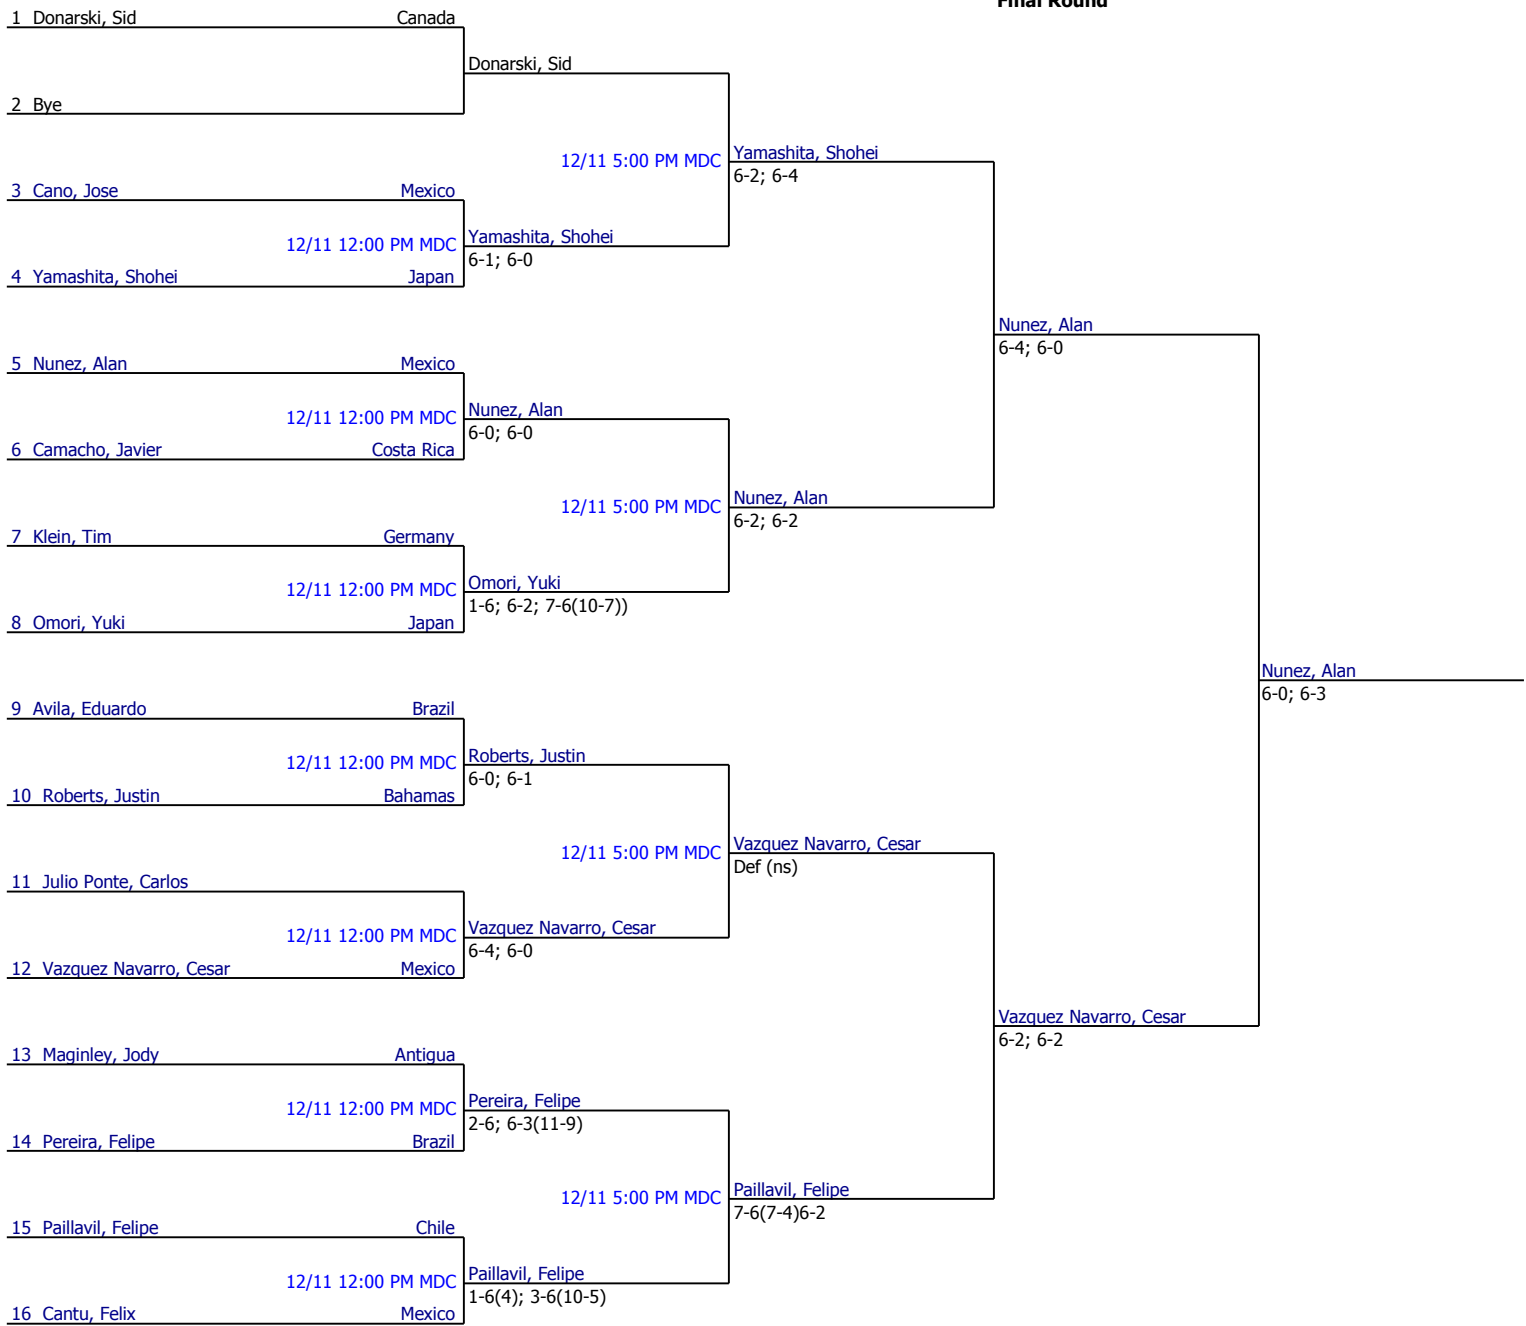 Final Round
1 Donarski, Sid Canada
Donarski, Sid
2 Bye
12/11 5:00 PM MDC Yamashita, Shohei
6-2; 6-4
3 Cano, Jose Mexico
12/11 12:00 PM MDC Yamashita, Shohei
6-1; 6-0
4 Yamashita, Shohei Japan
Nunez, Alan
6-4; 6-0
5 Nunez, Alan Mexico
12/11 12:00 PM MDC Nunez, Alan
6-0; 6-0
6 Camacho, Javier Costa Rica
12/11 5:00 PM MDC Nunez, Alan
6-2; 6-2
7 Klein, Tim Germany
12/11 12:00 PM MDC Omori, Yuki
1-6; 6-2; 7-6(10-7))
8 Omori, Yuki Japan
Nunez, Alan
6-0; 6-3
9 Avila, Eduardo Brazil
12/11 12:00 PM MDC Roberts, Justin
6-0; 6-1
10 Roberts, Justin Bahamas
12/11 5:00 PM MDC Vazquez Navarro, Cesar
Def (ns)
11 Julio Ponte, Carlos
12/11 12:00 PM MDC Vazquez Navarro, Cesar
6-4; 6-0
12 Vazquez Navarro, Cesar Mexico
Vazquez Navarro, Cesar
6-2; 6-2
13 Maginley, Jody Antigua
12/11 12:00 PM MDC Pereira, Felipe
2-6; 6-3(11-9)
14 Pereira, Felipe Brazil
12/11 5:00 PM MDC Paillavil, Felipe
7-6(7-4)6-2
15 Paillavil, Felipe Chile
12/11 12:00 PM MDC Paillavil, Felipe
1-6(4); 3-6(10-5)
16 Cantu, Felix Mexico